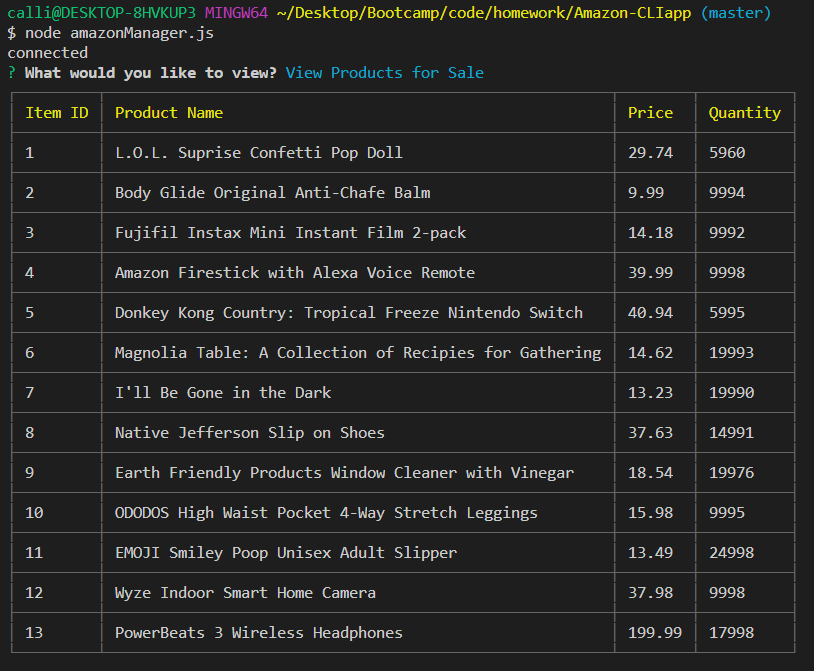 calli@DESKTOP-8HVKUP3 MINGW64 ~/Desktop/Bootcamp/code/homework/Amazon-CLIapp (master)
$ node amazonManager.js
connected
? What would you like to view? View Products for Sale
Item ID Product Name Price Quantity
1 L.O.L. Suprise Confetti Pop Doll 29.74 5960
2 Body Glide Original Anti-Chafe Balm 9.99 9994
3 Fujifil Instax Mini Instant Film 2-pack 14.18 9992
4 Amazon Firestick with Alexa Voice Remote 39.99 9998
5 Donkey Kong Country: Tropical Freeze Nintendo Switch 40.94 5995
6 Magnolia Table: A Collection of Recipies for Gathering 14.62 19993
7 I'll Be Gone in the Dark 13.23 19990
8 Native Jefferson Slip on Shoes 37.63 14991
9 Earth Friendly Products Window Cleaner with Vinegar 18.54 19976
10 ODODOS High Waist Pocket 4-Way Stretch Leggings 15.98 9995
11 EMOJI Smiley Poop Unisex Adult Slipper 13.49 24998
12 Wyze Indoor Smart Home Camera 37.98 9998
13 PowerBeats 3 Wireless Headphones 199.99 17998